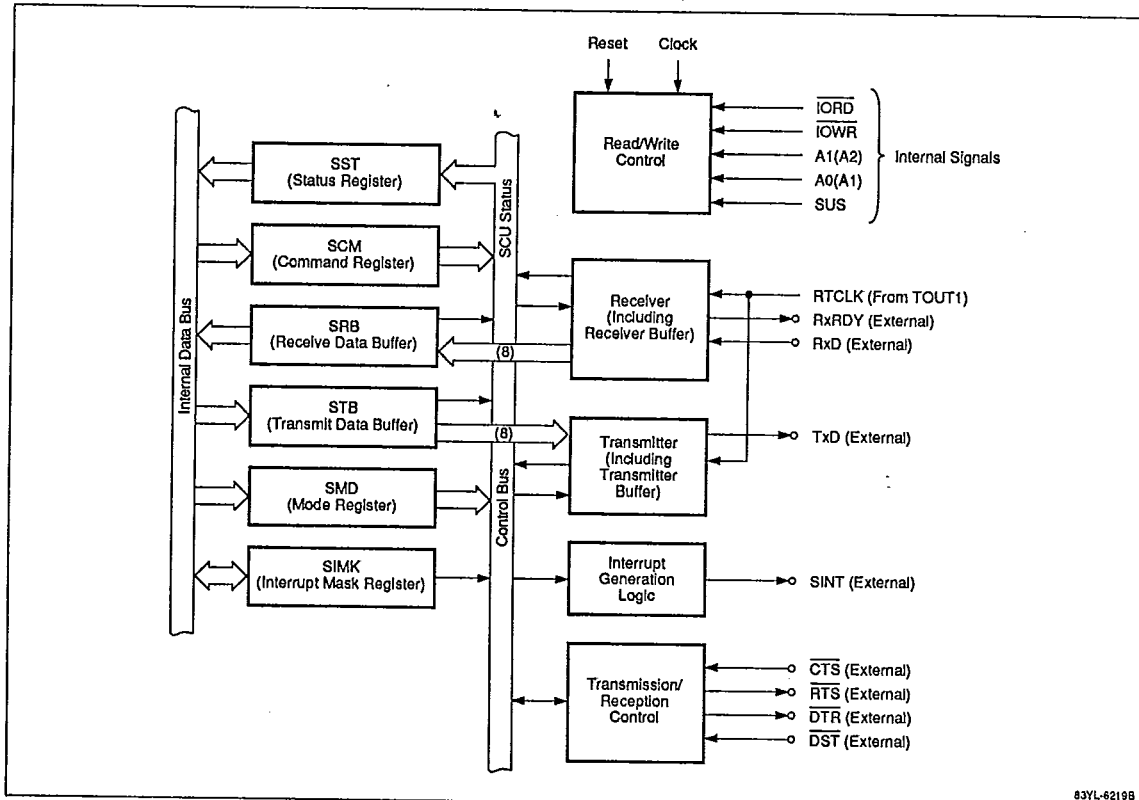 Reset
Clock
Read/Write
Control
IORD
IOWR
A1(A2)
A0(A1)
SUS
Internal Signals
Internal Data Bus
SST
(Status Register)
SCM
(Command Register)
SRB
(Receive Data Buffer)
STB
(Transmit Data Buffer)
SMD
(Mode Register)
SIMK
(Interrupt Mask Register)
SCU Status
(8)
(8)
Control Bus
Receiver
(Including
Receiver Buffer)
RTCLK (From TOUT1)
RxRDY (External)
RxD (External)
Transmitter
(Including
Transmitter
Buffer)
TxD (External)
Interrupt
Generation
Logic
SINT (External)
Transmission/
Reception
Control
CTS (External)
RTS (External)
DTR (External)
DST (External)
83YL-6219B